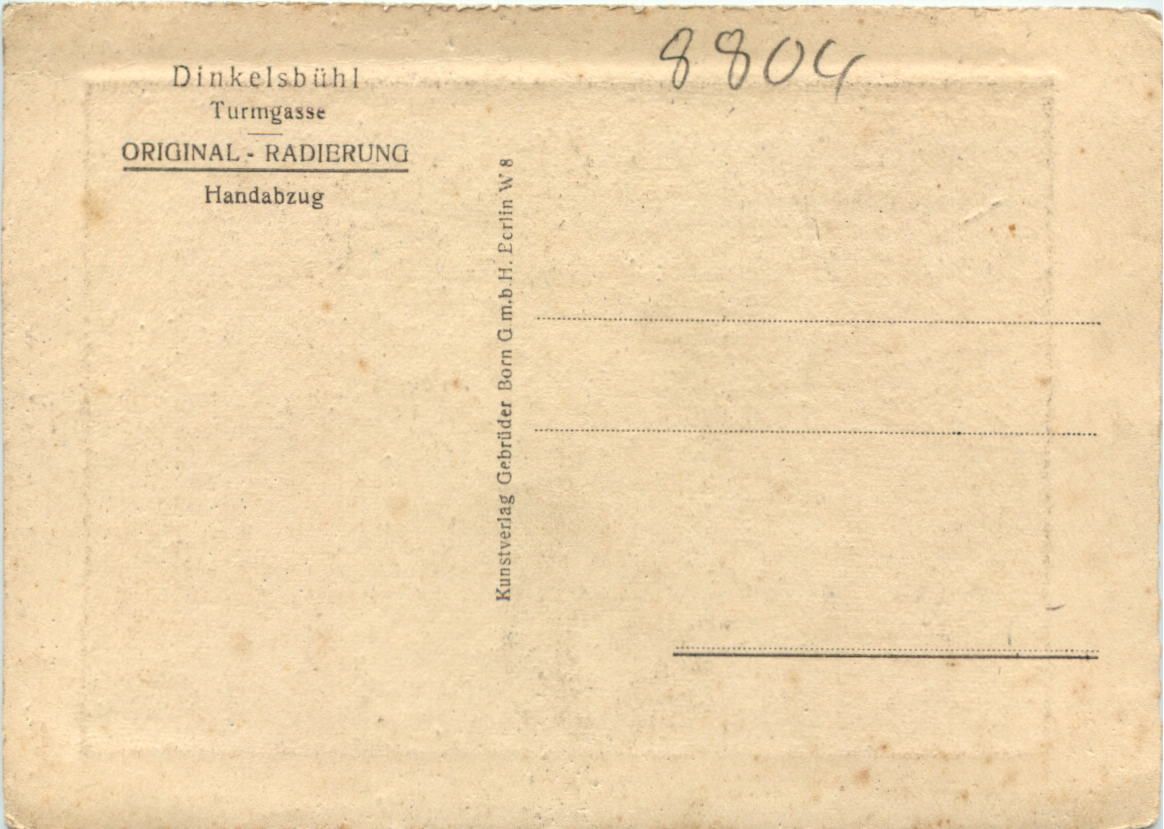 Dinkelsbühl
Turmgasse
ORIGINAL - RADIERUNG
Handabzug
8804
Kunstverlag Gebrüder Born G.m.b.H. Berlin W 8